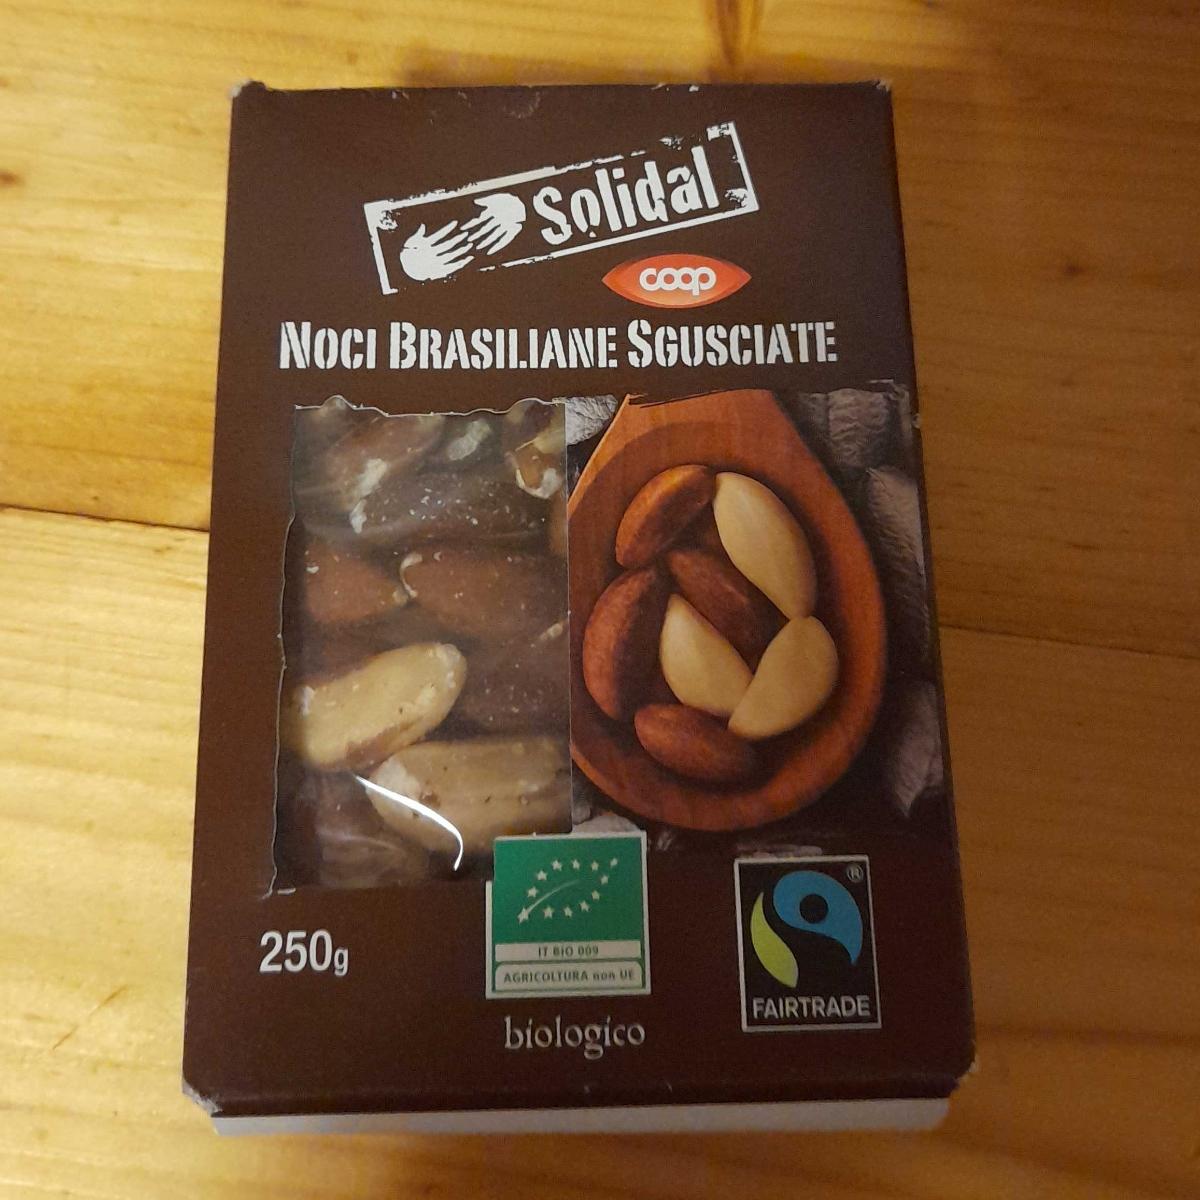 Solidal
coop
NOCI BRASILIANE SGUSCIATE
250g
IT BIO 009
AGRICOLTURA non UE
biologico
®
FAIRTRADE